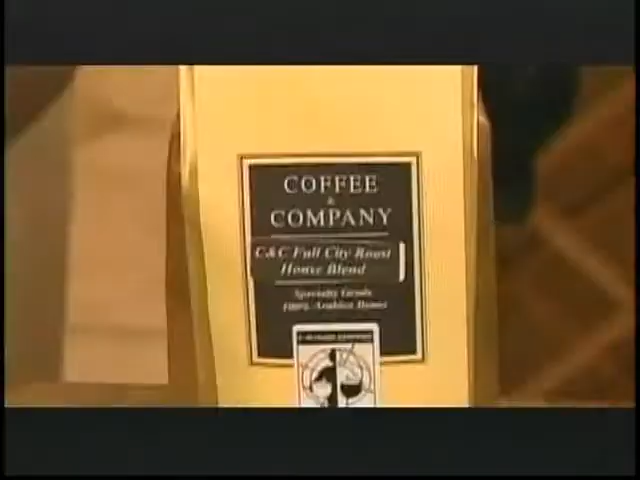 COFFEE
&
COMPANY
C&C Full City Roast
House Blend
Specialty Grade
100% Arabica Beans